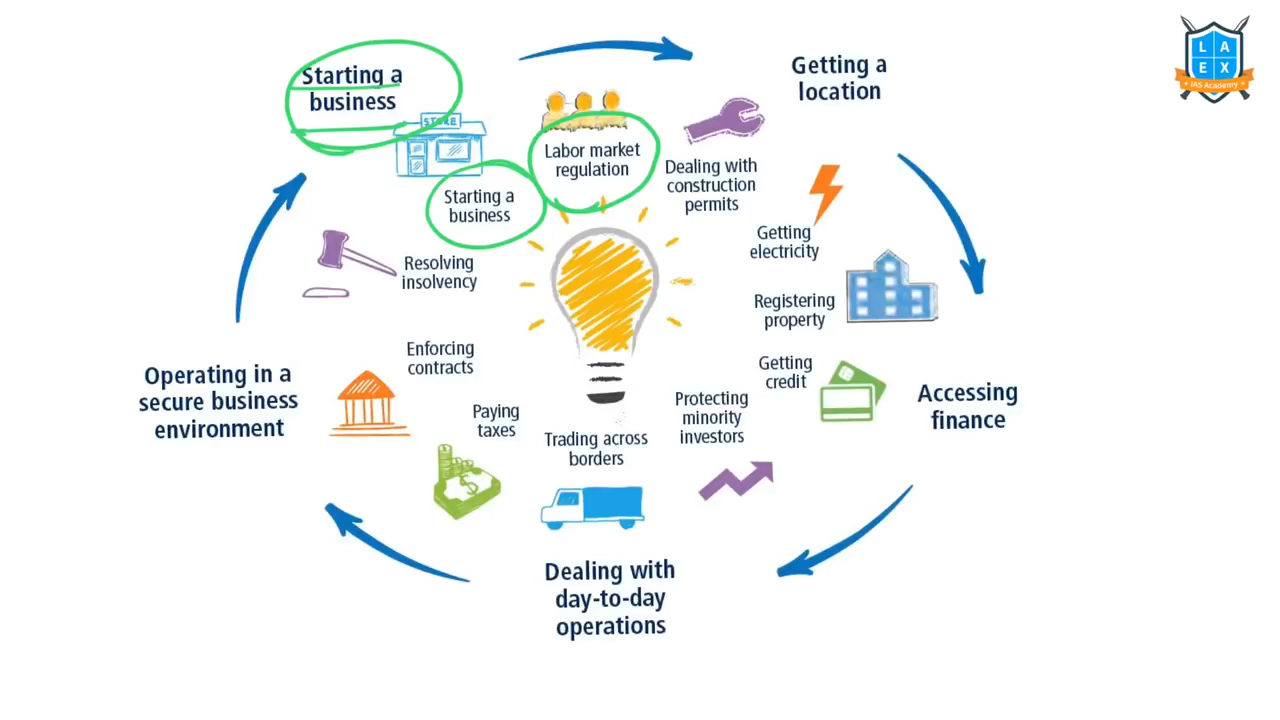 Starting a
business
STORE
Labor market
regulation
Starting a
business
Dealing with
construction
permits
Getting a
location
L A
E X
IAS Academy
Getting
electricity
Registering
property
Getting
credit
Accessing
finance
Protecting
minority
investors
Trading across
borders
Dealing with
day-to-day
operations
Paying
taxes
$
Enforcing
contracts
Operating in a
secure business
environment
Resolving
insolvency